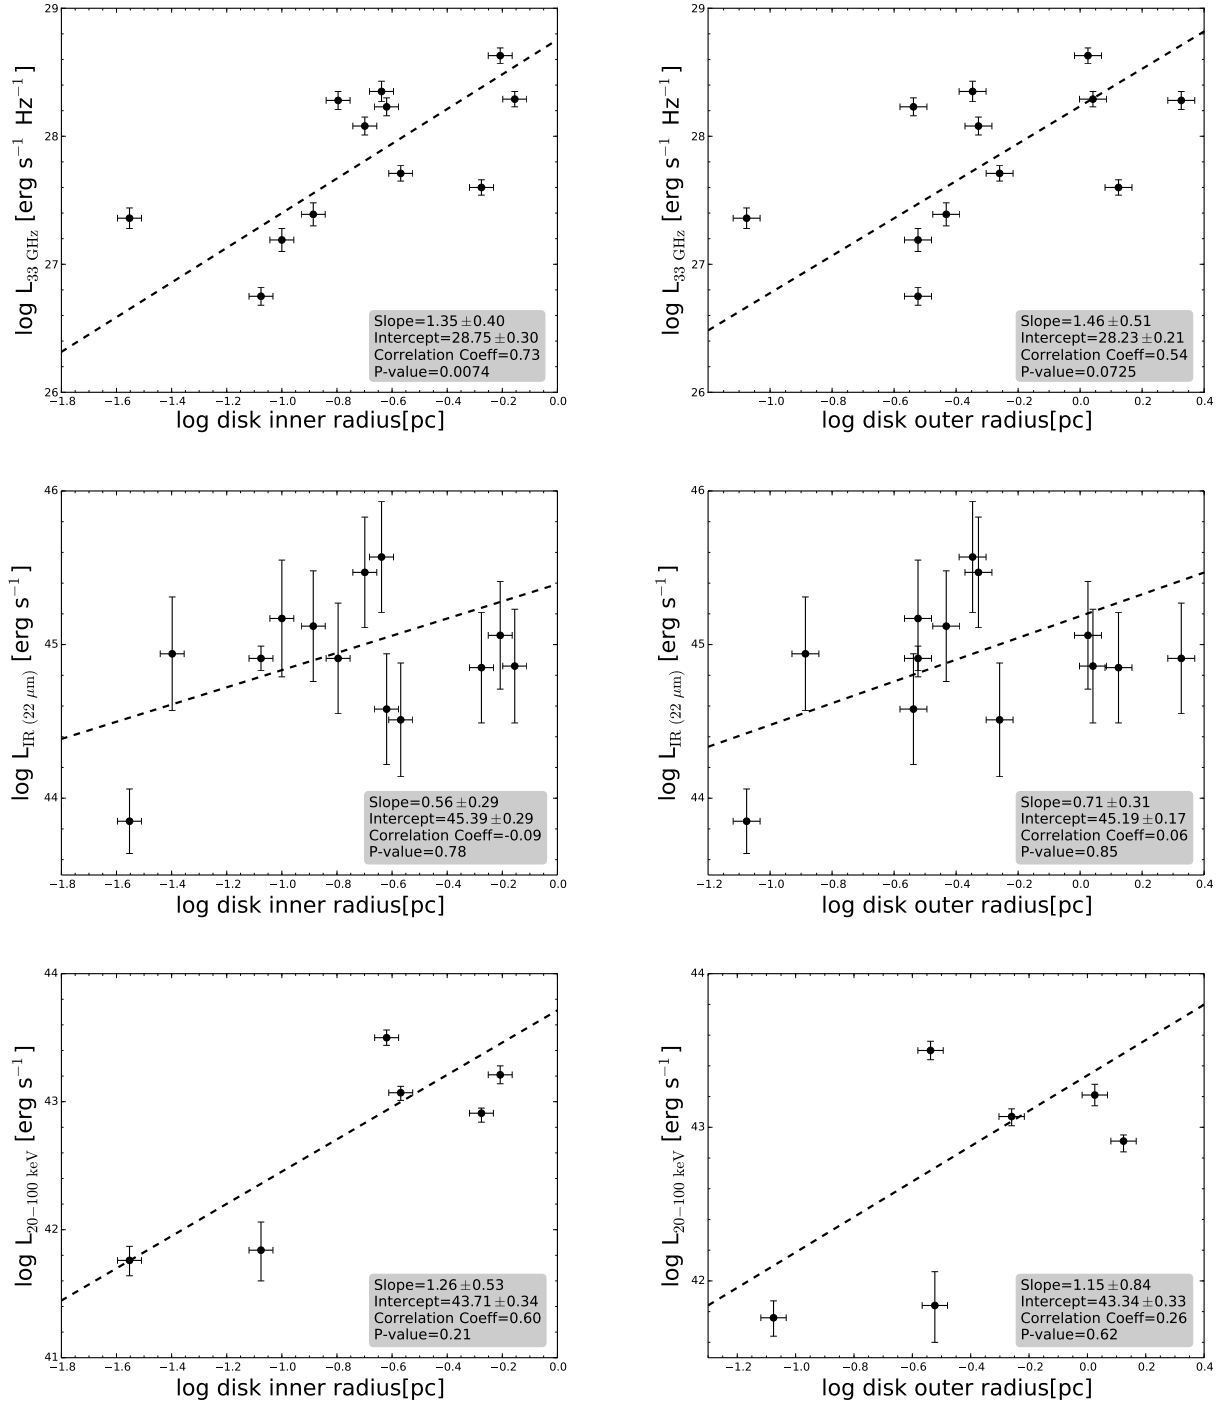 29
28
27
26
log L33 GHz [erg s−1 Hz−1]
Slope=1.35±0.40
Intercept=28.75±0.30
Correlation Coeff=0.73
P-value=0.0074
−1.8 −1.6 −1.4 −1.2 −1.0 −0.8 −0.6 −0.4 −0.2 0.0
log disk inner radius[pc]
29
28
27
26
log L33 GHz [erg s−1 Hz−1]
Slope=1.46±0.51
Intercept=28.23±0.21
Correlation Coeff=0.54
P-value=0.0725
−1.0 −0.8 −0.6 −0.4 −0.2 0.0 0.2 0.4
log disk outer radius[pc]
46
45
44
log LIR (22 μm) [erg s−1]
Slope=0.56±0.29
Intercept=45.39±0.29
Correlation Coeff=-0.09
P-value=0.78
−1.8 −1.6 −1.4 −1.2 −1.0 −0.8 −0.6 −0.4 −0.2 0.0
log disk inner radius[pc]
46
45
44
log LIR (22 μm) [erg s−1]
Slope=0.71±0.31
Intercept=45.19±0.17
Correlation Coeff=0.06
P-value=0.85
−1.2 −1.0 −0.8 −0.6 −0.4 −0.2 0.0 0.2 0.4
log disk outer radius[pc]
44
43
42
41
log L20−100 keV [erg s−1]
Slope=1.26±0.53
Intercept=43.71±0.34
Correlation Coeff=0.60
P-value=0.21
−1.8 −1.6 −1.4 −1.2 −1.0 −0.8 −0.6 −0.4 −0.2 0.0
log disk inner radius[pc]
44
43
42
log L20−100 keV [erg s−1]
Slope=1.15±0.84
Intercept=43.34±0.33
Correlation Coeff=0.26
P-value=0.62
−1.2 −1.0 −0.8 −0.6 −0.4 −0.2 0.0 0.2 0.4
log disk outer radius[pc]